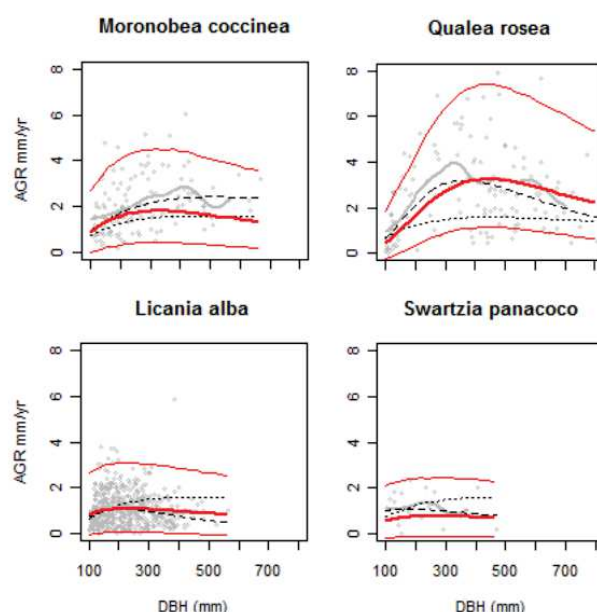 Moronobea coccinea
Qualea rosea
AGR mm/yr
8
6
4
2
0
8
6
4
2
0
Licania alba
Swartzia panacoco
AGR mm/yr
8
6
4
2
0
8
6
4
2
0
100 300 500 700
100 300 500 700
DBH (mm)
DBH (mm)